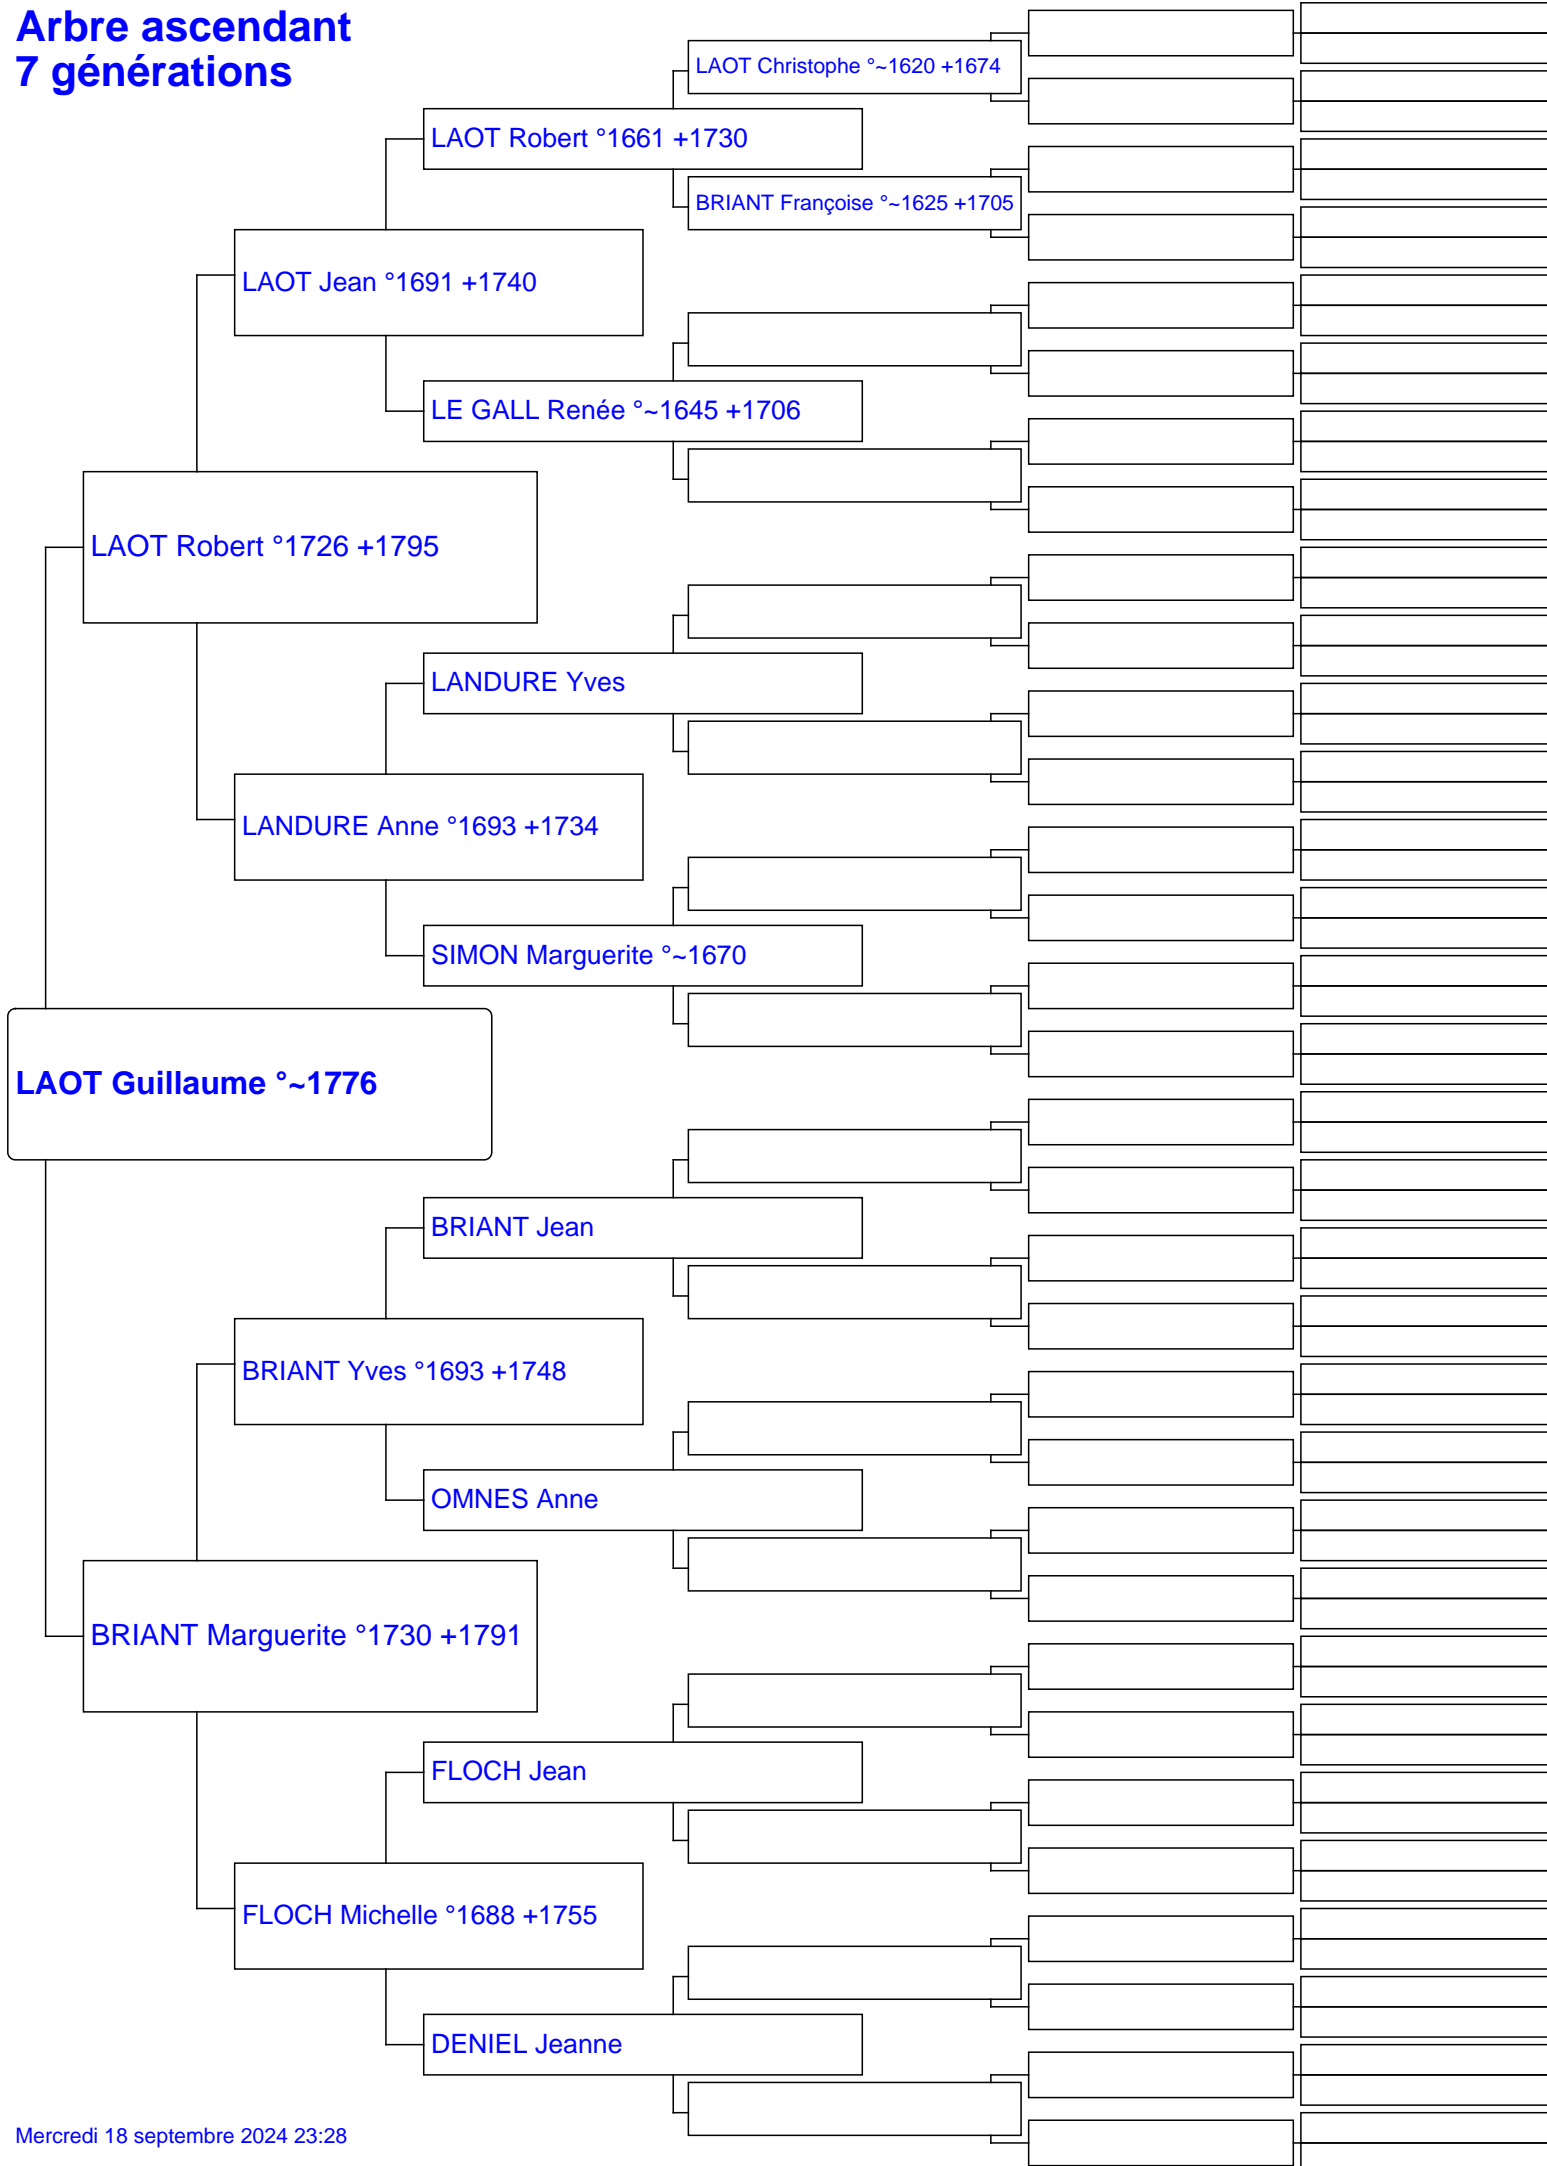 Arbre ascendant
7 générations
LAOT Christophe °~1620 +1674
LAOT Robert °1661 +1730
BRIANT Françoise °~1625 +1705
LAOT Jean °1691 +1740
LE GALL Renée °~1645 +1706
LAOT Robert °1726 +1795
LANDURE Yves
LANDURE Anne °1693 +1734
SIMON Marguerite °~1670
LAOT Guillaume °~1776
BRIANT Jean
BRIANT Yves °1693 +1748
OMNES Anne
BRIANT Marguerite °1730 +1791
FLOCH Jean
FLOCH Michelle °1688 +1755
DENIEL Jeanne
Mercredi 18 septembre 2024 23:28